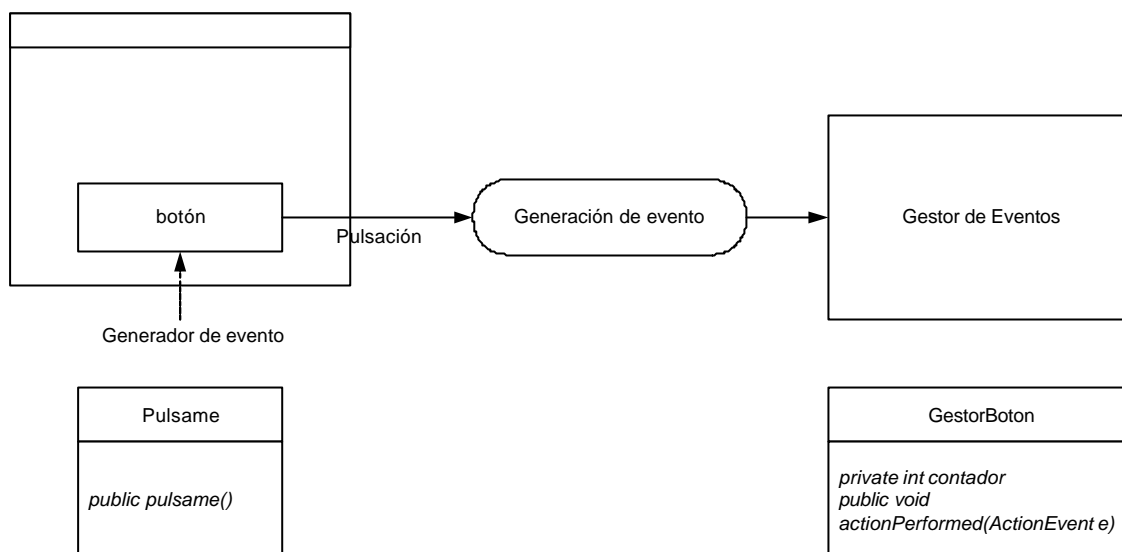 botón
Pulsación
Generación de evento
Gestor de Eventos
Generador de evento
Pulsame
public pulsame()
GestorBoton
private int contador
public void
actionPerformed(ActionEvent e)